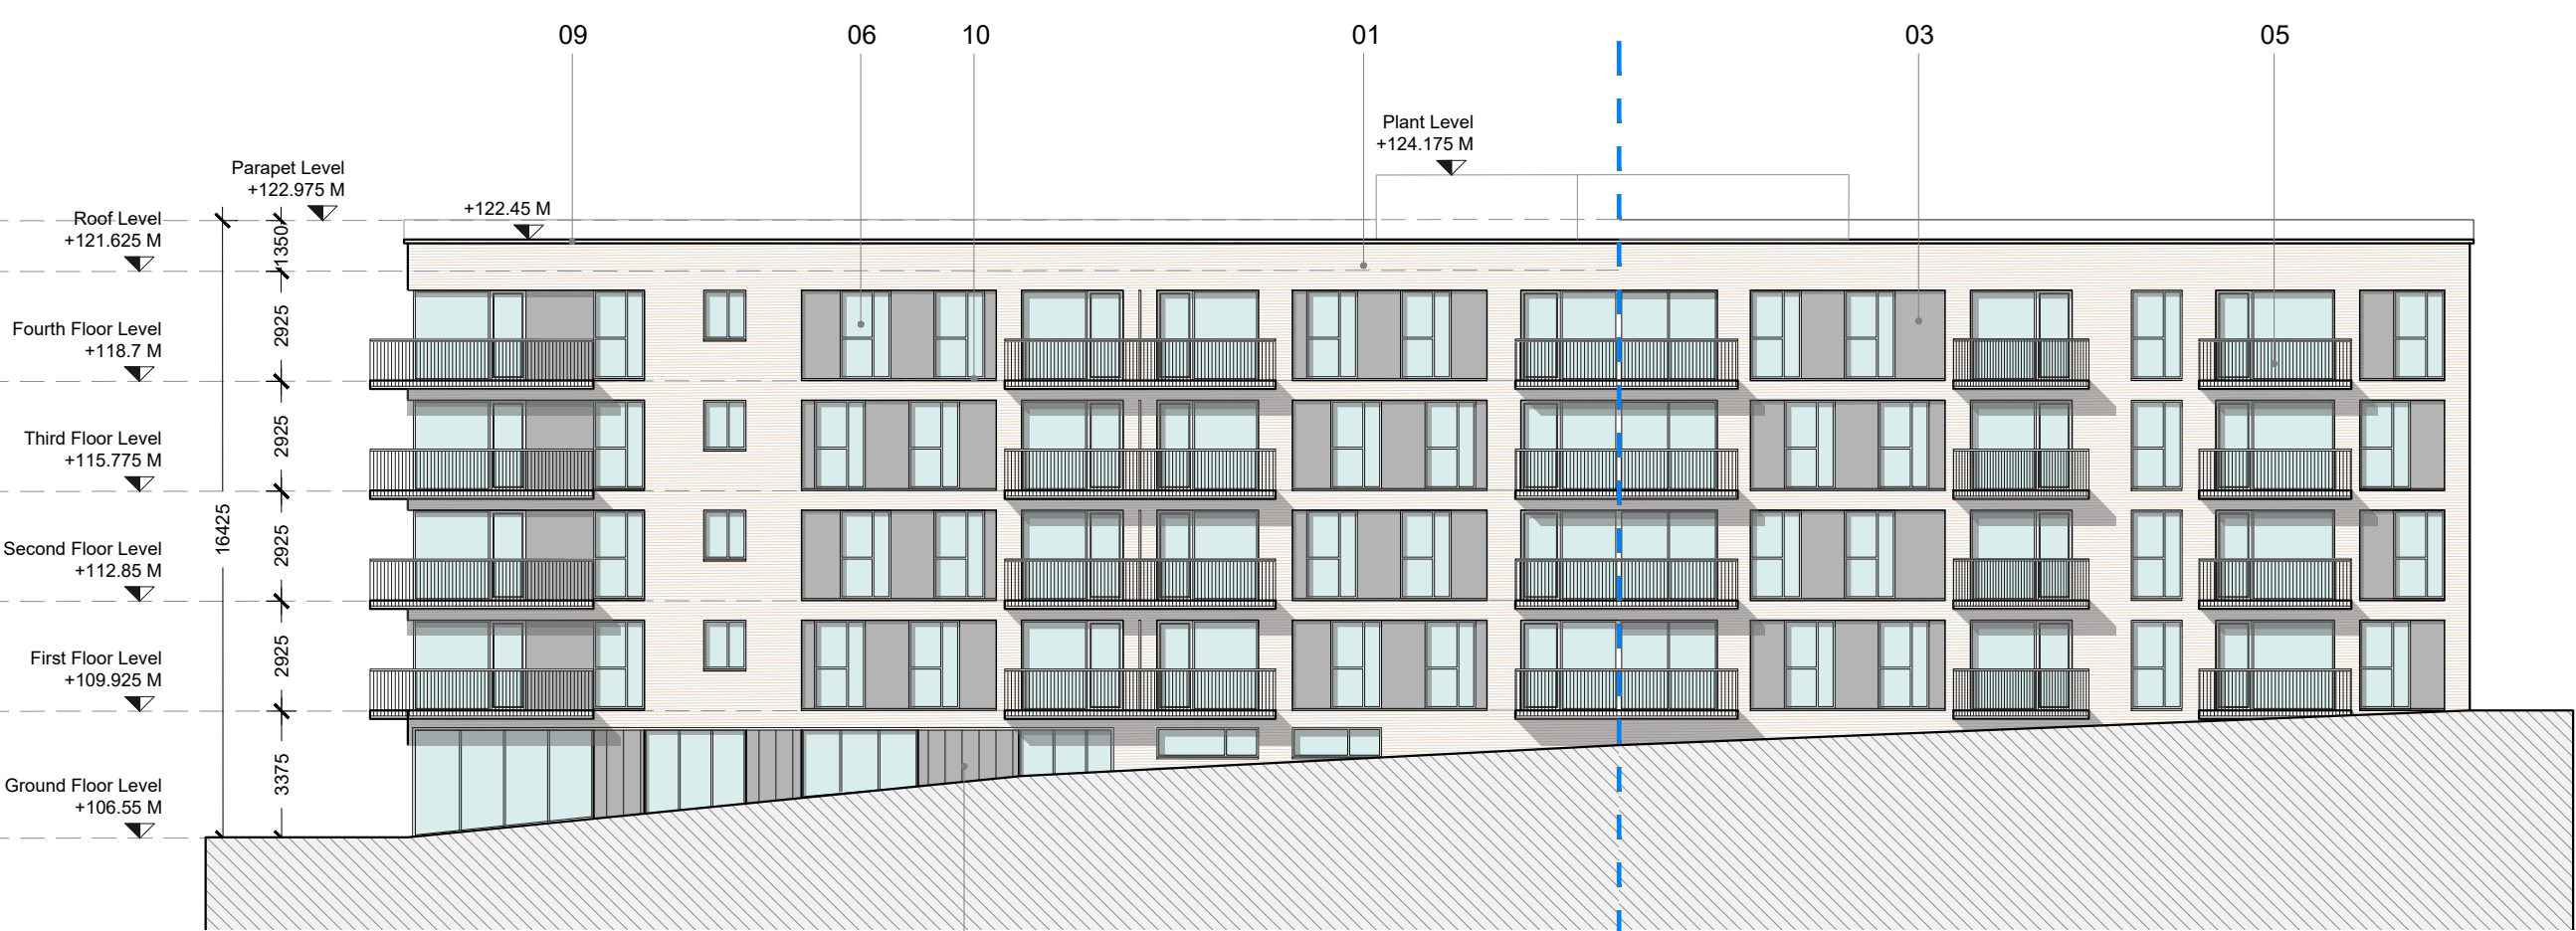 09
06
10
01
03
05
Plant Level
+124.175 M
Parapet Level
+122.975 M
+122.45 M
Roof Level
+121.625 M
1350
Fourth Floor Level
+118.7 M
2925
Third Floor Level
+115.775 M
2925
16425
Second Floor Level
+112.85 M
2925
First Floor Level
+109.925 M
2925
Ground Floor Level
+106.55 M
3375